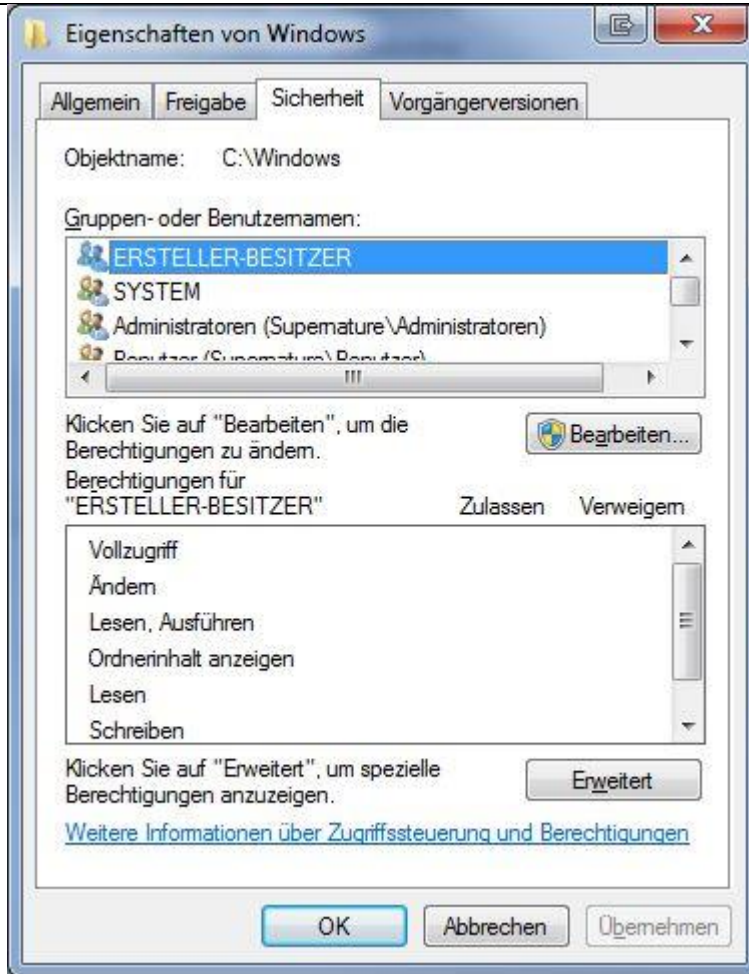 Eigenschaften von Windows
Allgemein Freigabe Sicherheit Vorgängerversionen
Objektname: C:\Windows
Gruppen- oder Benutzernamen:
ERSTELLER-BESITZER
SYSTEM
Administratoren (Supernature\Administratoren)
Benutzer (Supernature\Benutzer)
Klicken Sie auf "Bearbeiten", um die
Berechtigungen zu ändern.
Bearbeiten...
Berechtigungen für
"ERSTELLER-BESITZER" Zulassen Verweigern
Vollzugriff
Ändern
Lesen, Ausführen
Ordnerinhalt anzeigen
Lesen
Schreiben
Klicken Sie auf "Erweitert", um spezielle
Berechtigungen anzuzeigen.
Erweitert
Weitere Informationen über Zugriffssteuerung und Berechtigungen
OK Abbrechen Übernehmen